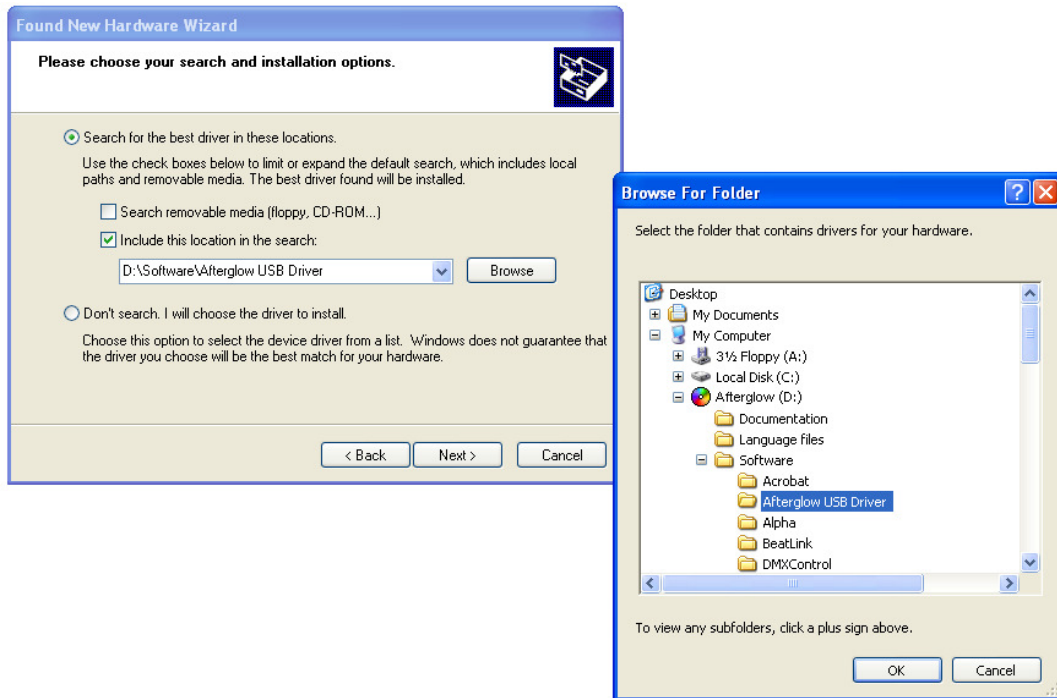 Found New Hardware Wizard
Please choose your search and installation options.
Search for the best driver in these locations.
Use the check boxes below to limit or expand the default search, which includes local
paths and removable media. The best driver found will be installed.
Search removable media (floppy, CD-ROM...)
Include this location in the search:
D:\Software\Afterglow USB Driver
Browse
Don't search. I will choose the driver to install.
Choose this option to select the device driver from a list. Windows does not guarantee that
the driver you choose will be the best match for your hardware.
< Back
Next >
Cancel
Browse For Folder
Select the folder that contains drivers for your hardware.
Desktop
My Documents
My Computer
3½ Floppy (A:)
Local Disk (C:)
Afterglow (D:)
Documentation
Language files
Software
Acrobat
Afterglow USB Driver
Alpha
BeatLink
DMXControl
To view any subfolders, click a plus sign above.
OK
Cancel